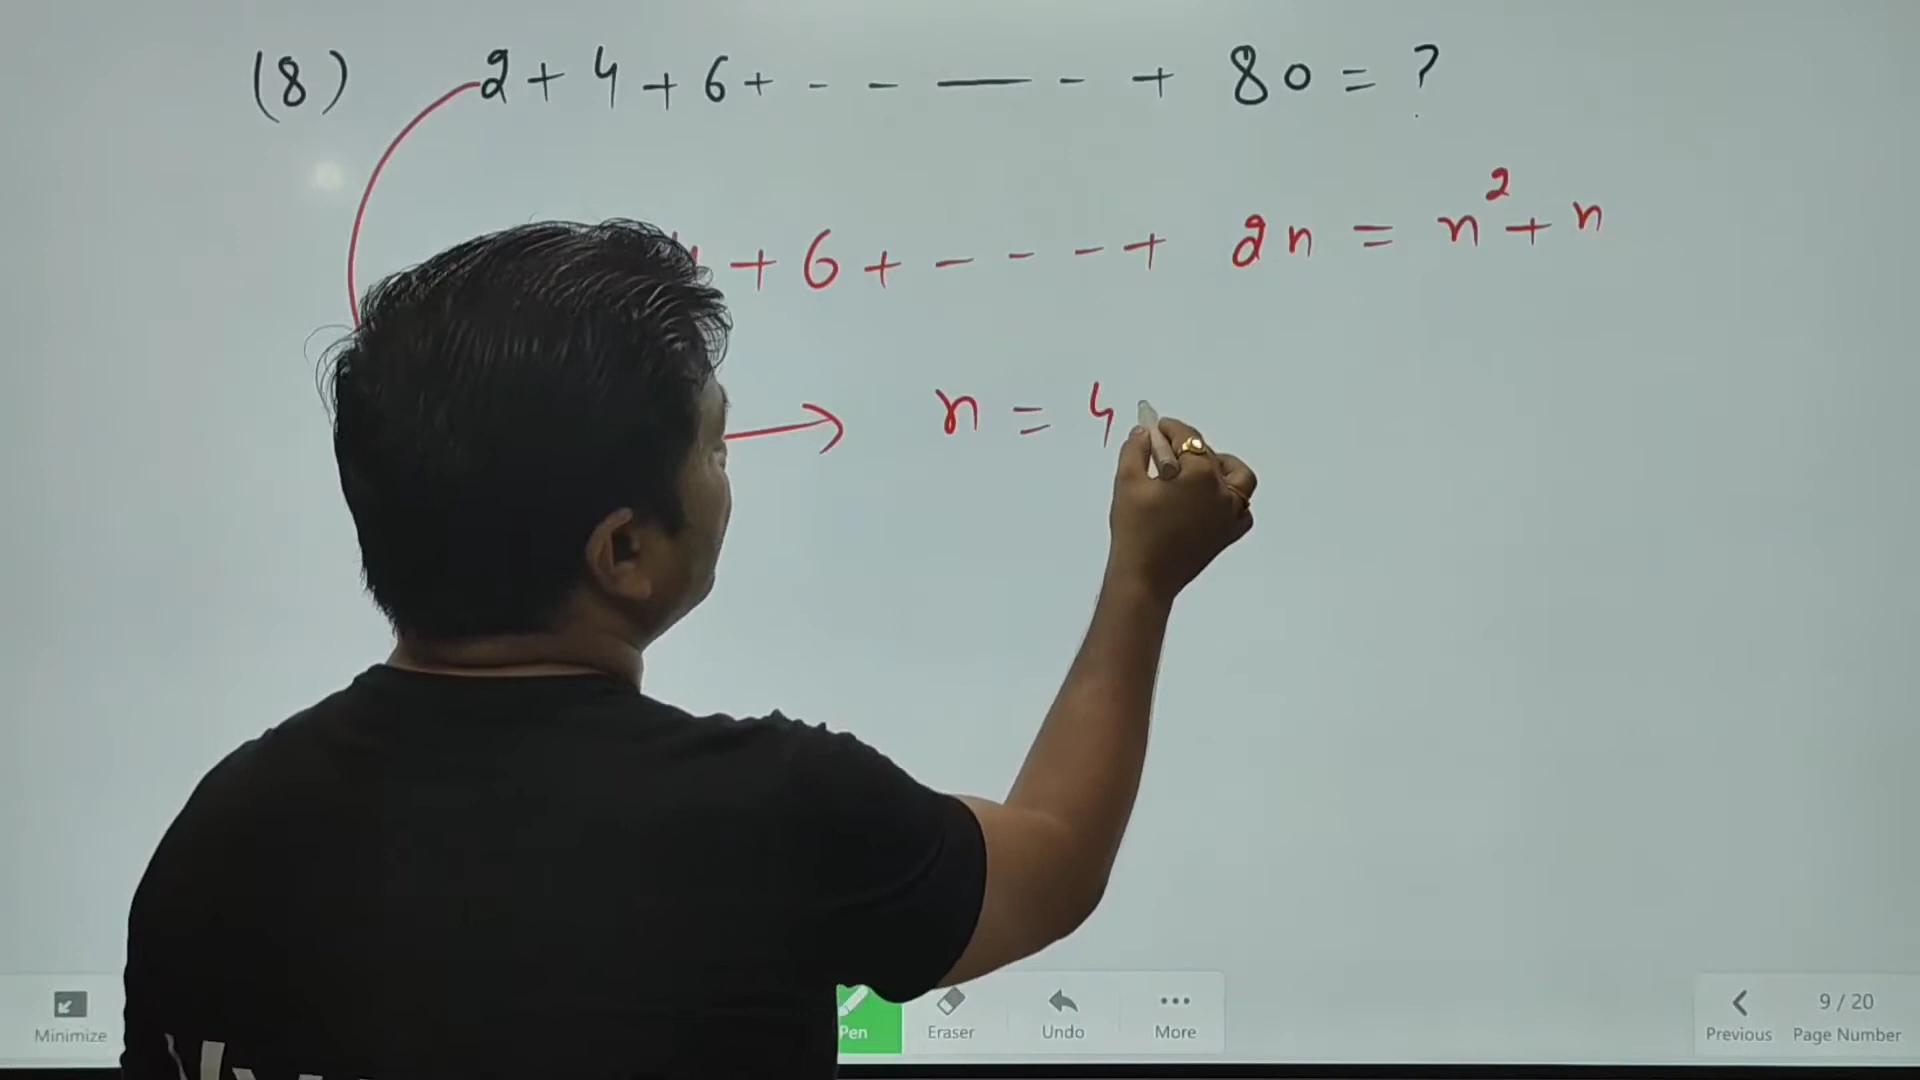 (8) 2 + 4 + 6 + - - — - + 80 = ?
+ 6 + - - - - + 2n = n² + n
→ n = 4
Minimize
Pen Eraser Undo More
9 / 20
Previous Page Number